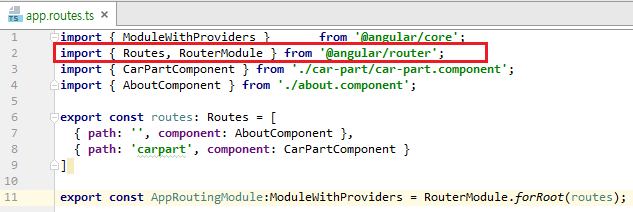 app.routes.ts
TS
1 import { ModuleWithProviders } from '@angular/core';
2 import { Routes, RouterModule } from '@angular/router';
3 import { CarPartComponent } from './car-part/car-part.component';
4 import { AboutComponent } from './about.component';
5
6 export const routes: Routes = [
7 { path: '', component: AboutComponent },
8 { path: 'carpart', component: CarPartComponent }
9 ]
10
11 export const AppRoutingModule:ModuleWithProviders = RouterModule.forRoot(routes);